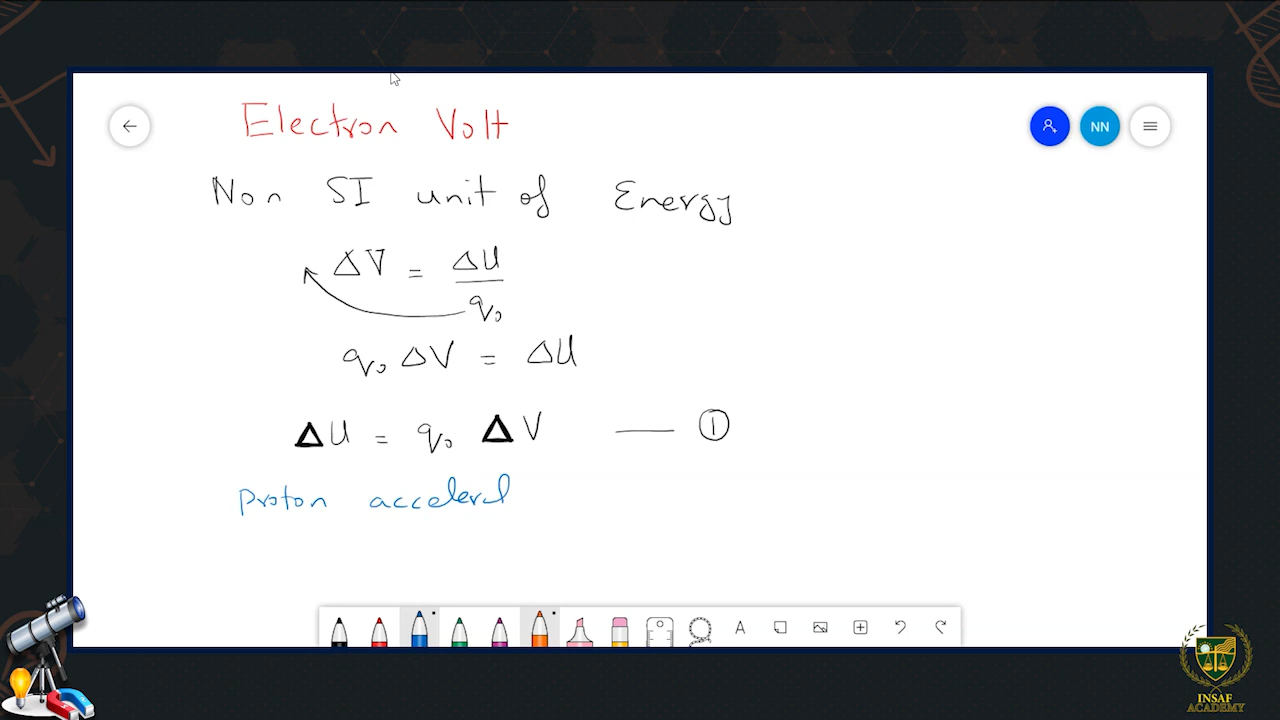 Electron Volt
NN
Non SI unit of Energy
ΔV = ΔU / q₀
q₀ ΔV = ΔU
ΔU = q₀ ΔV —— ①
Proton accelerat
A
INSAF
ACADEMY